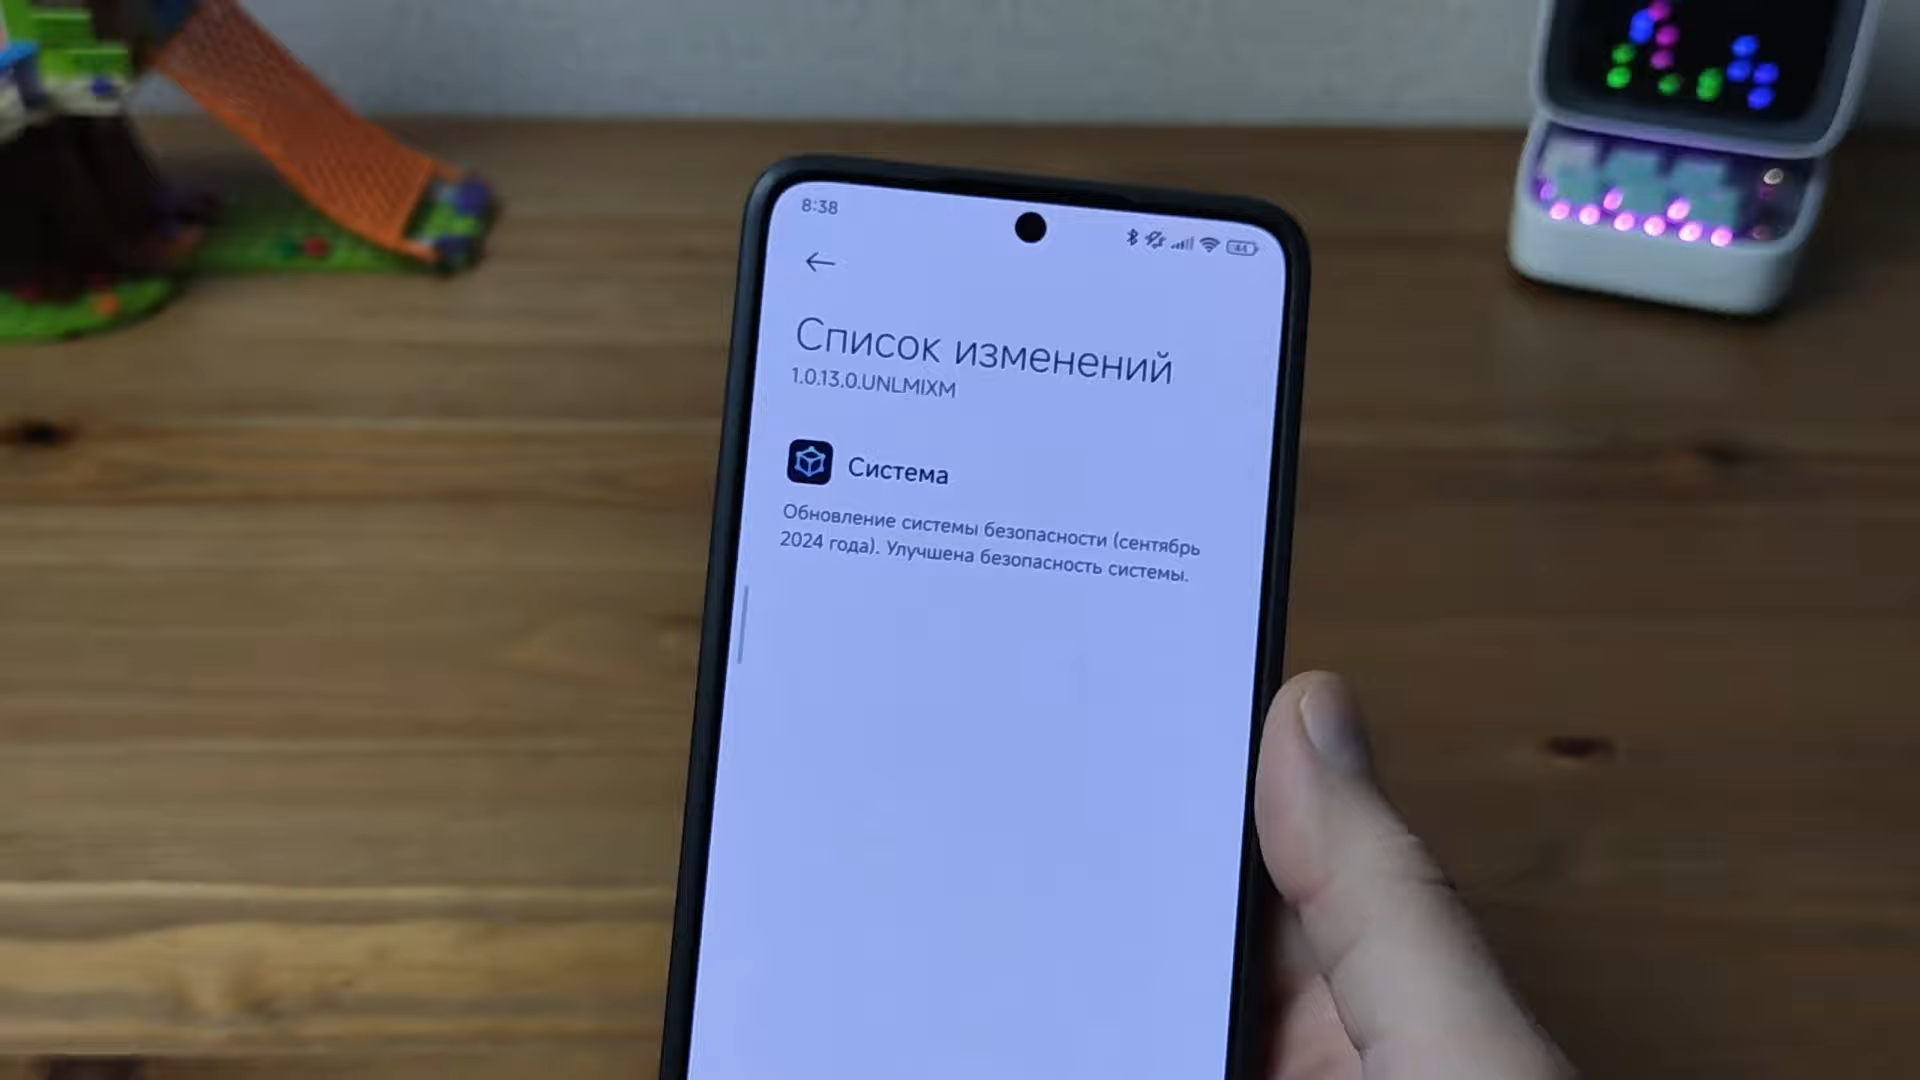 8:38
44
Список изменений
1.0.13.0.UNLMIXM
Система
Обновление системы безопасности (сентябрь
2024 года). Улучшена безопасность системы.